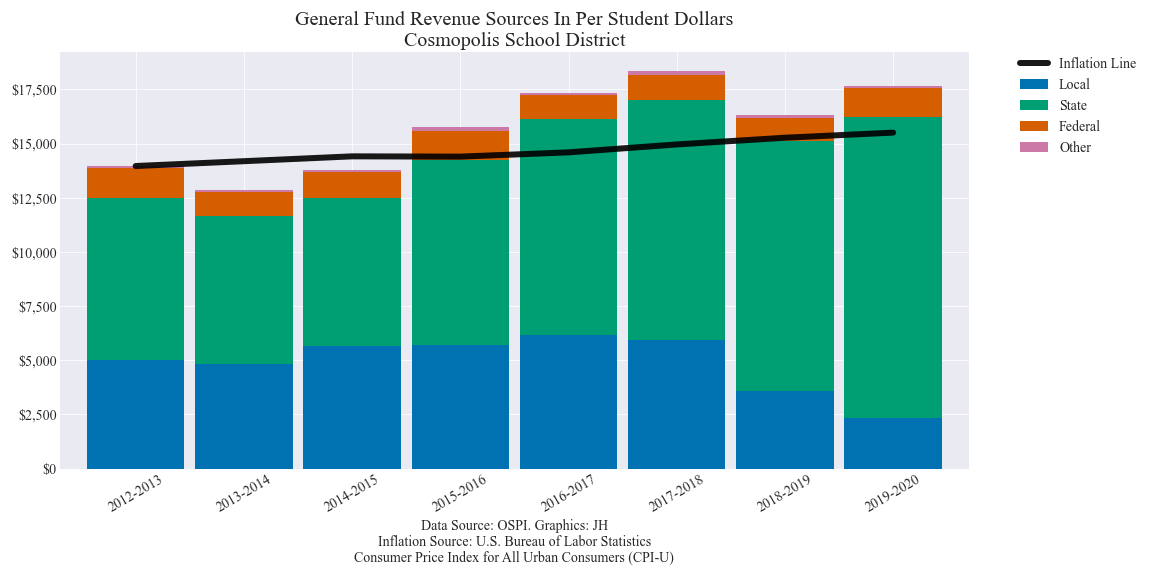 General Fund Revenue Sources In Per Student Dollars
Cosmopolis School District
Inflation Line
Local
State
Federal
Other
$17,500
$15,000
$12,500
$10,000
$7,500
$5,000
$2,500
$0
2012-2013
2013-2014
2014-2015
2015-2016
2016-2017
2017-2018
2018-2019
2019-2020
Data Source: OSPI. Graphics: JH
Inflation Source: U.S. Bureau of Labor Statistics
Consumer Price Index for All Urban Consumers (CPI-U)